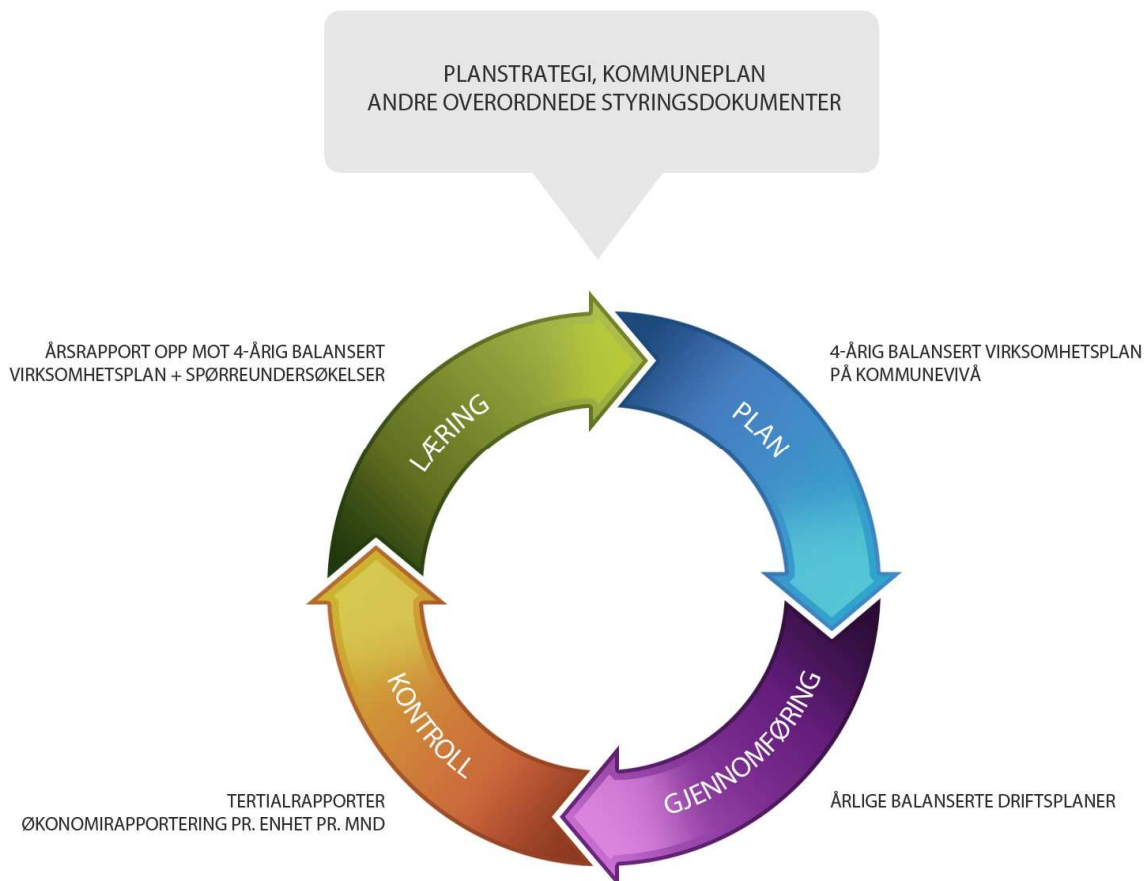 PLANSTRATEGI, KOMMUNEPLAN
ANDRE OVERORDNEDE STYRINGSDOKUMENTER
ÅRSRAPPORT OPP MOT 4-ÅRIG BALANSERT
VIRKSOMHETSPLAN + SPØRREUNDERSØKELSER
4-ÅRIG BALANSERT VIRKSOMHETSPLAN
PÅ KOMMUNEVIVÅ
LÆRING
PLAN
KONTROLL
GJENNOMFØRING
TERTIALRAPPORTER
ØKONOMIRAPPORTERING PR. ENHET PR. MND
ÅRLIGE BALANSERTE DRIFTSPLANER